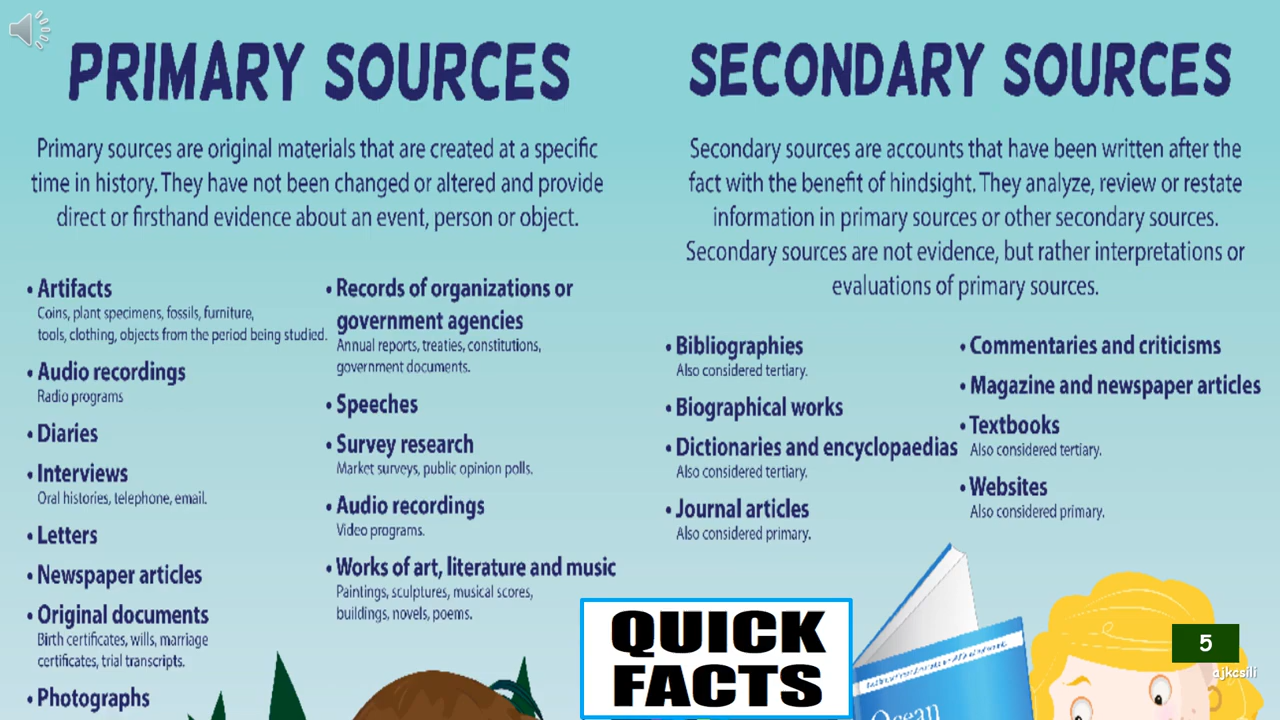 PRIMARY SOURCES
Primary sources are original materials that are created at a specific
time in history. They have not been changed or altered and provide
direct or firsthand evidence about an event, person or object.
• Artifacts
Coins, plant specimens, fossils, furniture,
tools, clothing, objects from the period being studied.
• Audio recordings
Radio programs
• Diaries
• Interviews
Oral histories, telephone, email.
• Letters
• Newspaper articles
• Original documents
Birth certificates, wills, marriage
certificates, trial transcripts.
• Photographs
• Records of organizations or
government agencies
Annual reports, treaties, constitutions,
government documents.
• Speeches
• Survey research
Market surveys, public opinion polls.
• Audio recordings
Video programs.
• Works of art, literature and music
Paintings, sculptures, musical scores,
buildings, novels, poems.
SECONDARY SOURCES
Secondary sources are accounts that have been written after the
fact with the benefit of hindsight. They analyze, review or restate
information in primary sources or other secondary sources.
Secondary sources are not evidence, but rather interpretations or
evaluations of primary sources.
• Bibliographies
Also considered tertiary.
• Biographical works
• Dictionaries and encyclopaedias
Also considered tertiary.
• Journal articles
Also considered primary.
• Commentaries and criticisms
• Magazine and newspaper articles
• Textbooks
Also considered tertiary.
• Websites
Also considered primary.
QUICK
FACTS
Ocean
5
ajkcsili